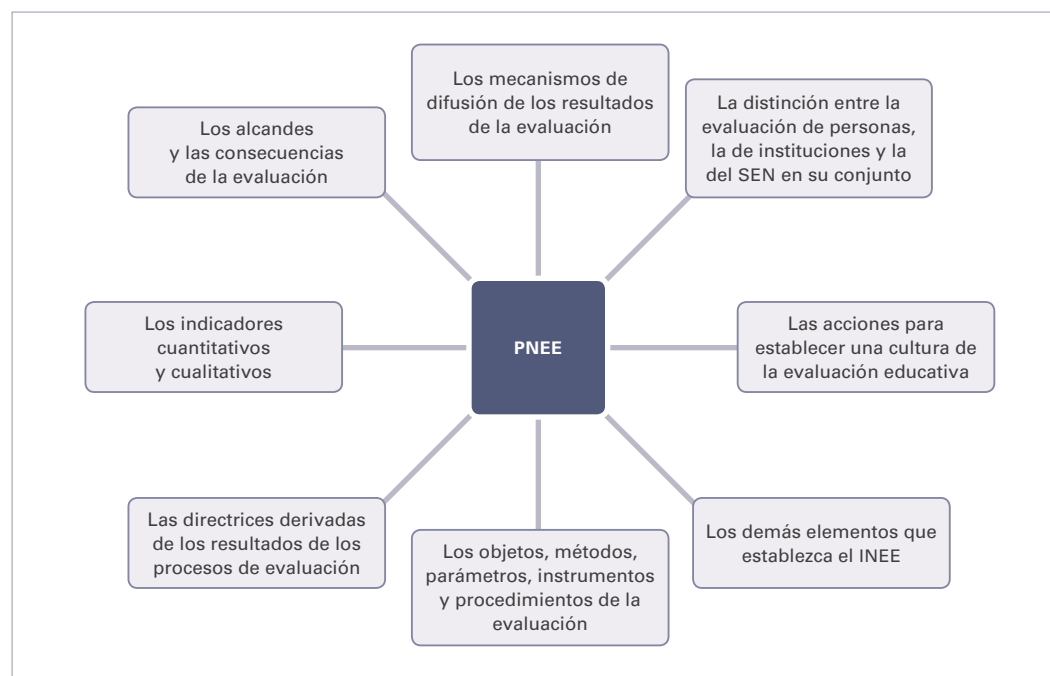 Los mecanismos de
difusión de los resultados
de la evaluación
La distinción entre la
evaluación de personas,
la de instituciones y la
del SEN en su conjunto
Los alcandes
y las consecuencias
de la evaluación
Los indicadores
cuantitativos
y cualitativos
PNEE
Las acciones para
establecer una cultura de
la evaluación educativa
Las directrices derivadas
de los resultados de los
procesos de evaluación
Los objetos, métodos,
parámetros, instrumentos
y procedimientos de la
evaluación
Los demás elementos que
establezca el INEE